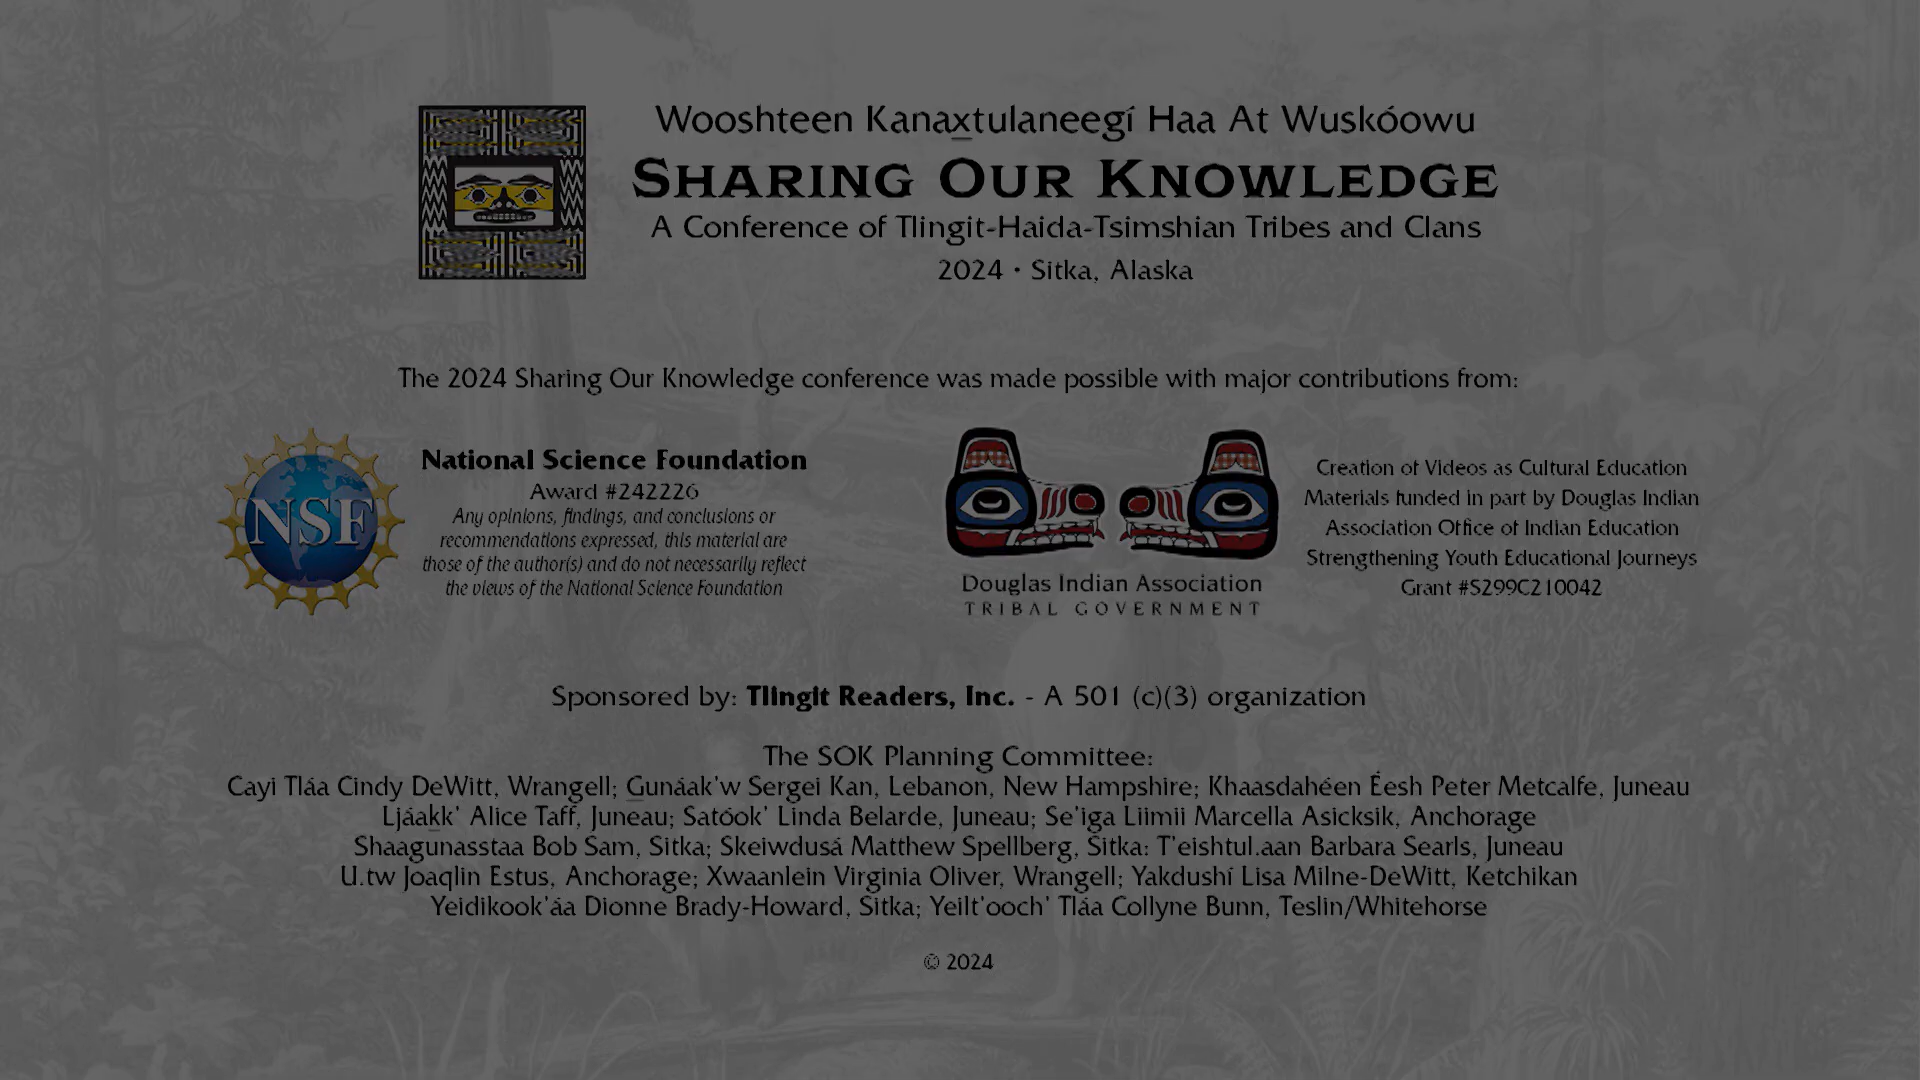 Wooshteen Kanax̲tulaneegí Haa At Wuskóowu
SHARING OUR KNOWLEDGE
A Conference of Tlingit-Haida-Tsimshian Tribes and Clans
2024 • Sitka, Alaska
The 2024 Sharing Our Knowledge conference was made possible with major contributions from:
NSF
National Science Foundation
Award #242226
Any opinions, findings, and conclusions or
recommendations expressed, this material are
those of the author(s) and do not necessarily reflect
the views of the National Science Foundation
Douglas Indian Association
TRIBAL GOVERNMENT
Creation of Videos as Cultural Education
Materials funded in part by Douglas Indian
Association Office of Indian Education
Strengthening Youth Educational Journeys
Grant #S299C210042
Sponsored by: Tlingit Readers, Inc. - A 501 (c)(3) organization
The SOK Planning Committee:
Cayi Tláa Cindy DeWitt, Wrangell; G̲unáak'w Sergei Kan, Lebanon, New Hampshire; Khaasdahéen Éesh Peter Metcalfe, Juneau
Ljáak̲k' Alice Taff, Juneau; Satóok' Linda Belarde, Juneau; Se'iga Liimii Marcella Asicksik, Anchorage
Shaagunasstaa Bob Sam, Sitka; Skeiwdusá Matthew Spellberg, Sitka: T'eishtul.aan Barbara Searls, Juneau
U.tw Joaqlin Estus, Anchorage; Xwaanlein Virginia Oliver, Wrangell; Yakdushí Lisa Milne-DeWitt, Ketchikan
Yeidikook'áa Dionne Brady-Howard, Sitka; Yeilt'ooch' Tláa Collyne Bunn, Teslin/Whitehorse
© 2024